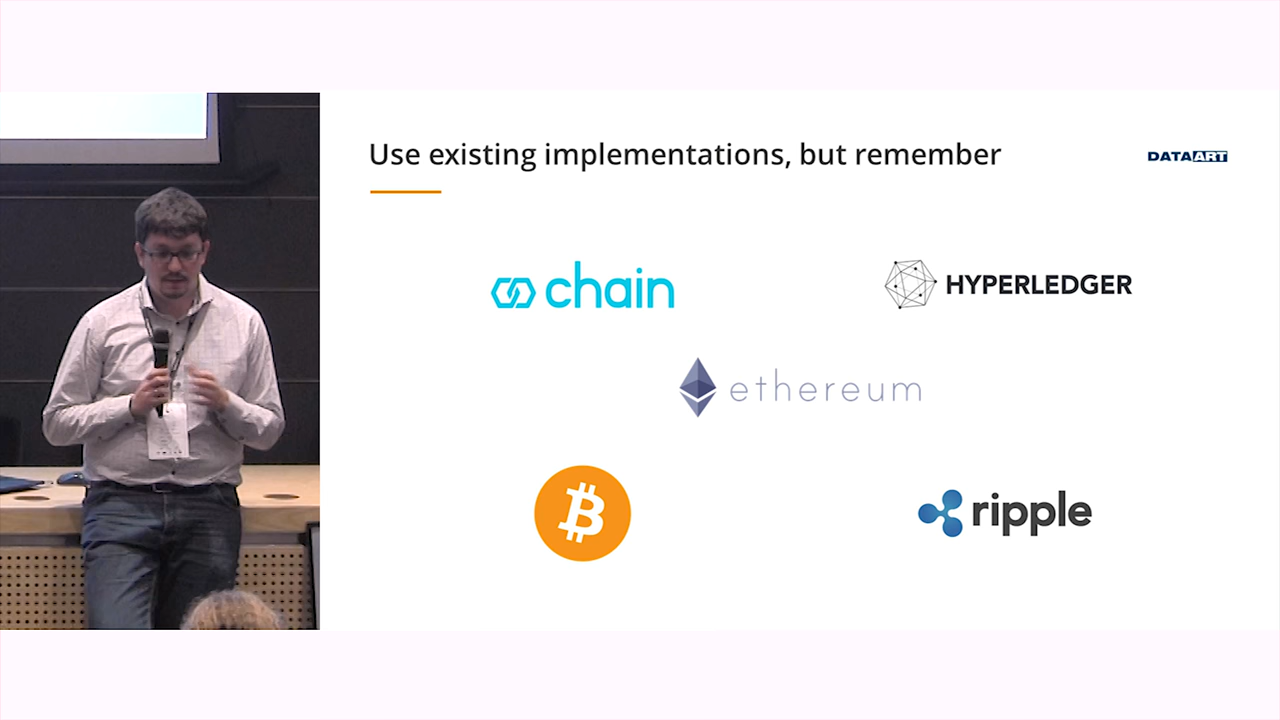 Use existing implementations, but remember
DATAART
chain
HYPERLEDGER
ethereum
ripple